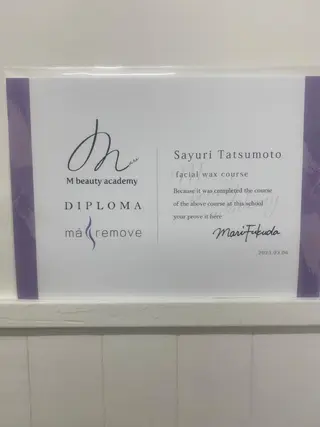 M beauty academy
DIPLOMA
mà remove
Sayuri Tatsumoto
facial wax course
Because it was completed the course
of the above course at this school
your prove it here
Mari Fukuda